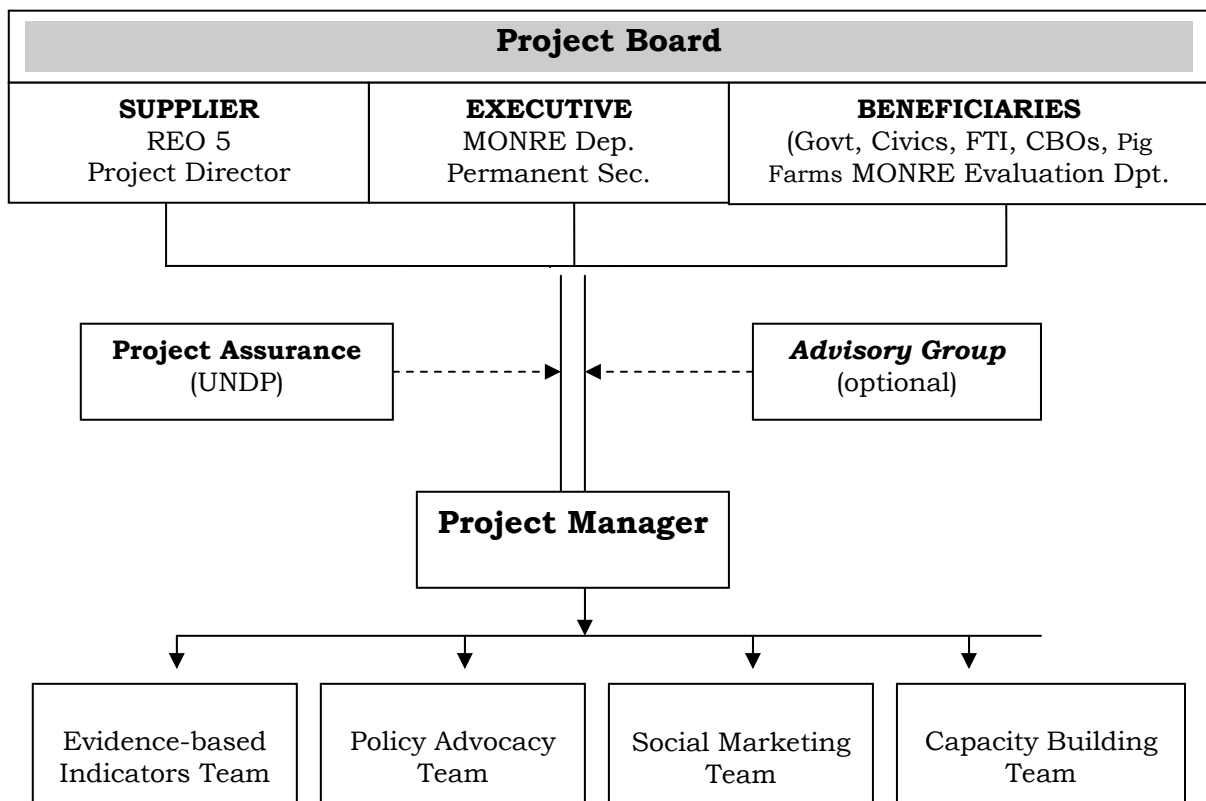 Project Board
SUPPLIER
REO 5
Project Director
EXECUTIVE
MONRE Dep.
Permanent Sec.
BENEFICIARIES
(Govt, Civics, FTI, CBOs, Pig
Farms MONRE Evaluation Dpt.
Project Assurance
(UNDP)
Advisory Group
(optional)
Project Manager
Evidence-based
Indicators Team
Policy Advocacy
Team
Social Marketing
Team
Capacity Building
Team